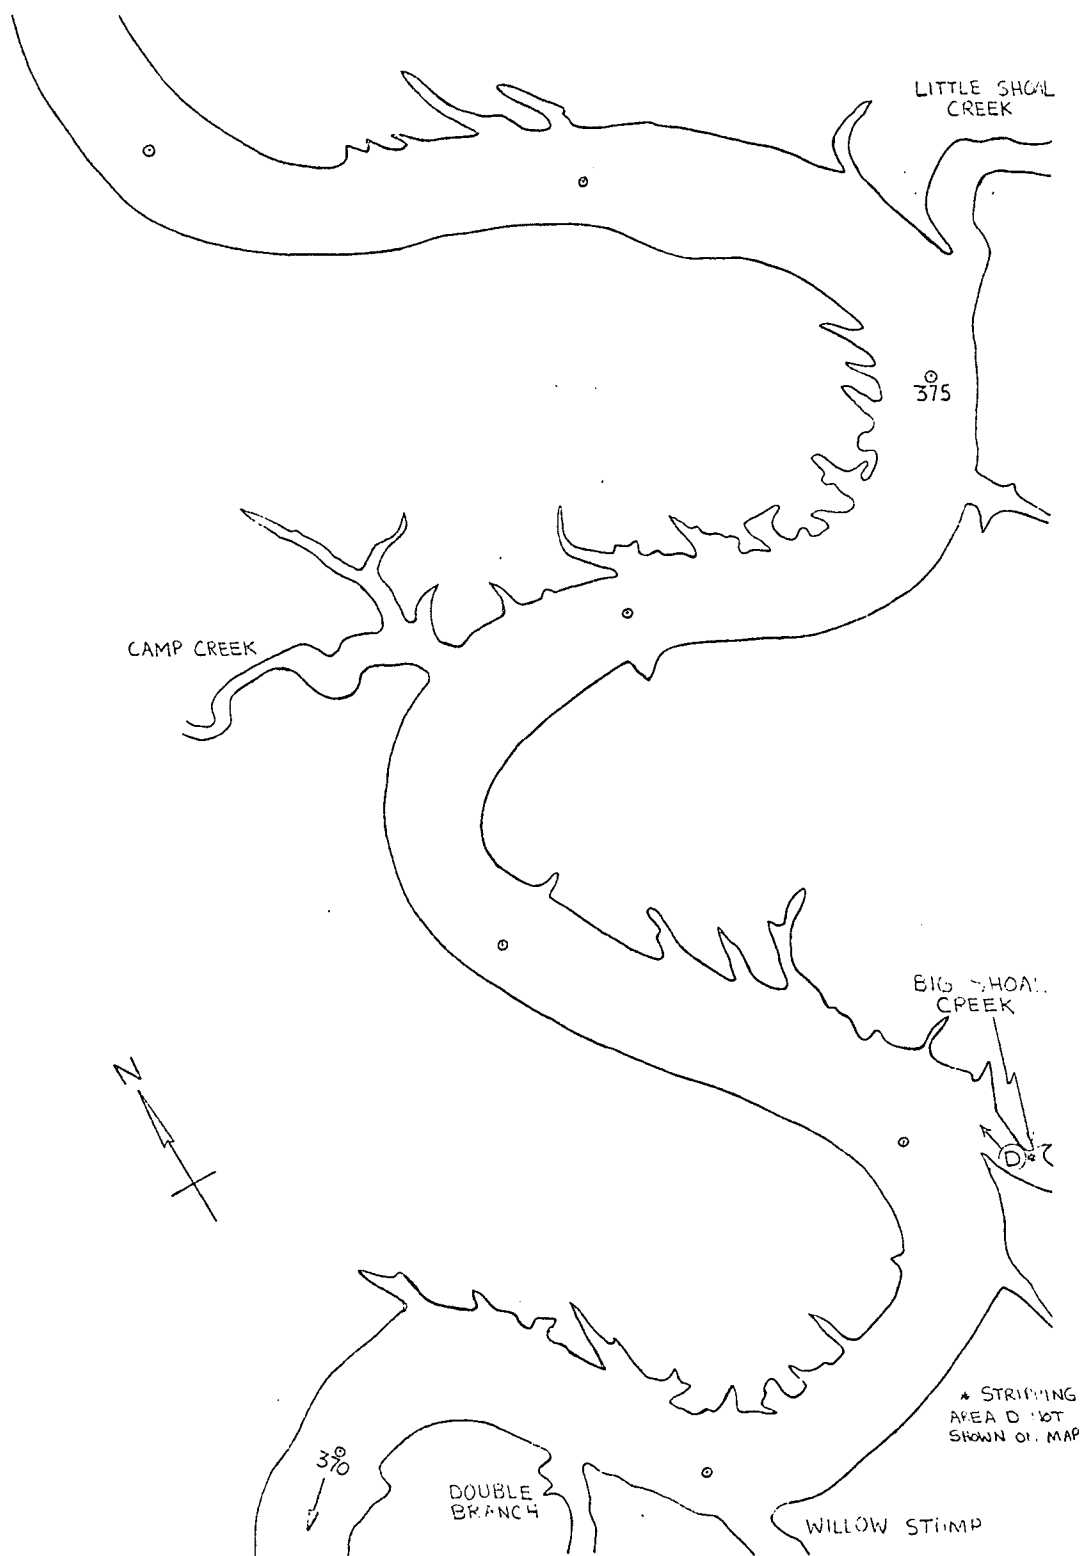 LITTLE SHOAL
CREEK
375
CAMP CREEK
BIG SHOAL
CREEK
N
D *
* STRIPPING
AREA D NOT
SHOWN ON MAP
370
DOUBLE
BRANCH
WILLOW STUMP